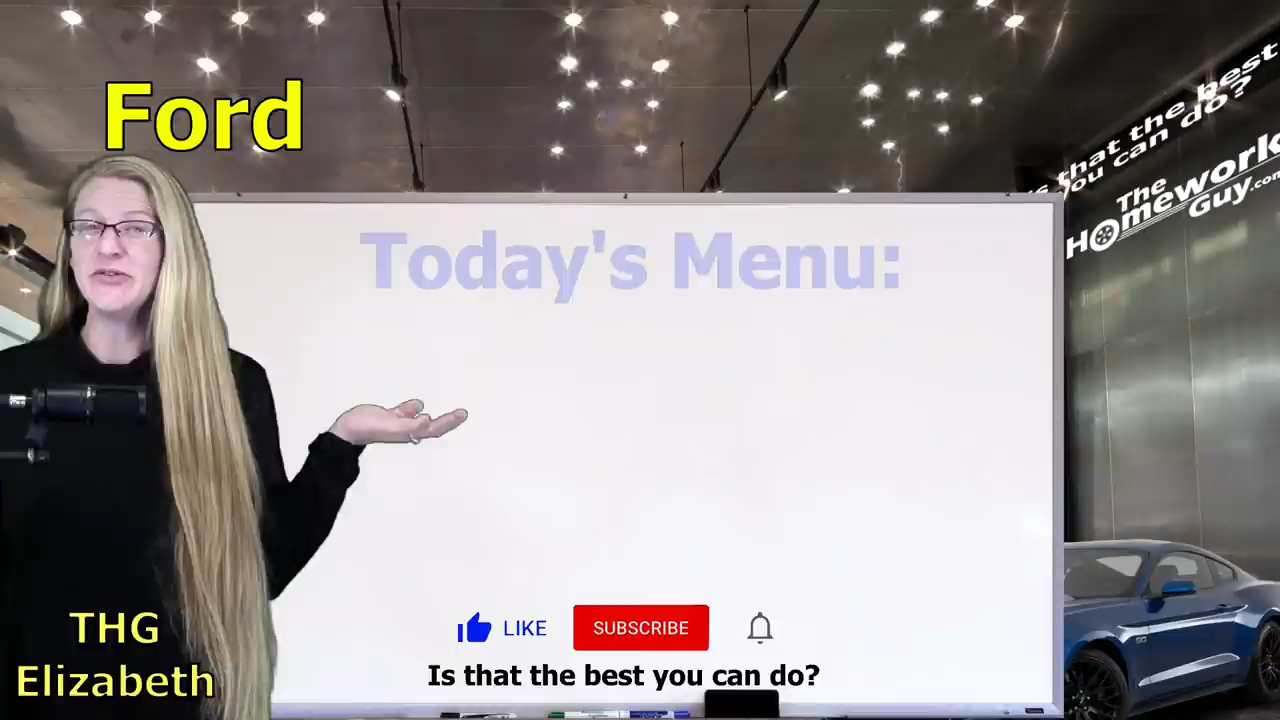 Ford
Is that the best
you can do?
The
Homework
Guy.com
Today's Menu:
THG
Elizabeth
LIKE
SUBSCRIBE
Is that the best you can do?